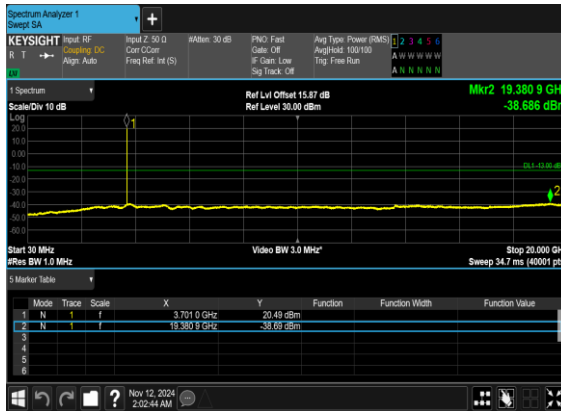 Spectrum Analyzer 1
Swept SA
+
KEYSIGHT Input: RF Input Z: 50 Ω #Atten: 30 dB PNO: Fast Avg Type: Power (RMS) 1 2 3 4 5 6
R T Coupling: DC Corr CCorr Gate: Off Avg|Hold: 100/100 A W W W W W
Align: Auto Freq Ref: Int (S) IF Gain: Low Trig: Free Run
LXI Sig Track: Off A N N N N N
1 Spectrum Ref Lvl Offset 15.87 dB Mkr2 19.380 9 GH
Scale/Div 10 dB Ref Level 30.00 dBm -38.686 dB
Log
20.0
10.0
0.00
-10.0
-20.0
-30.0
-40.0
-50.0
-60.0
1
DL1 -13.00 dB
2
Start 30 MHz Video BW 3.0 MHz* Stop 20.000 GH
#Res BW 1.0 MHz Sweep 34.7 ms (40001 pt
5 Marker Table
Mode Trace Scale X Y Function Function Width Function Value
1 N 1 f 3.701 0 GHz 20.49 dBm
2 N 1 f 19.380 9 GHz -38.69 dBm
3
4
5
6
? Nov 12, 2024
2:02:44 AM